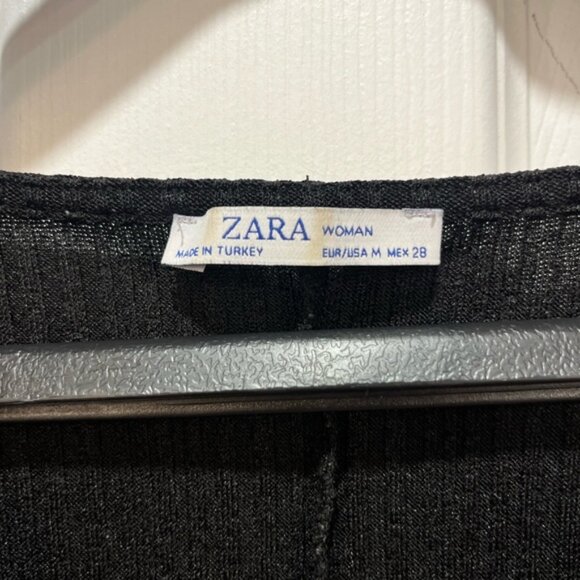 ZARA WOMAN
MADE IN TURKEY EUR/USA M MEX 28